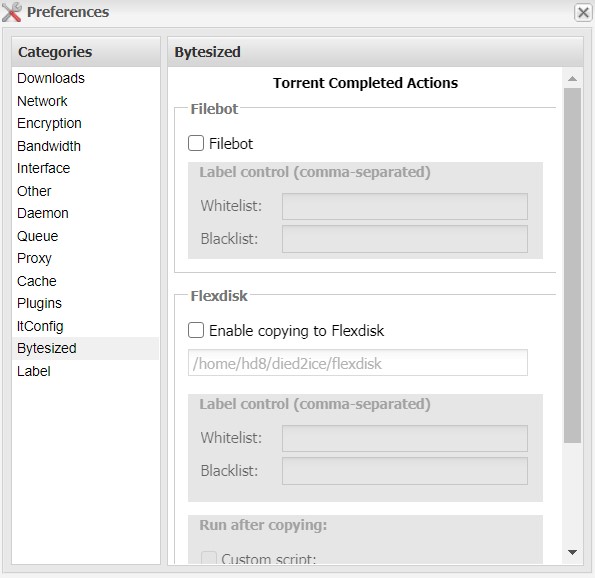 Preferences
Categories
Downloads
Network
Encryption
Bandwidth
Interface
Other
Daemon
Queue
Proxy
Cache
Plugins
ItConfig
Bytesized
Label
Bytesized
Torrent Completed Actions
Filebot
Filebot
Label control (comma-separated)
Whitelist:
Blacklist:
Flexdisk
Enable copying to Flexdisk
/home/hd8/died2ice/flexdisk
Label control (comma-separated)
Whitelist:
Blacklist:
Run after copying:
Custom script: